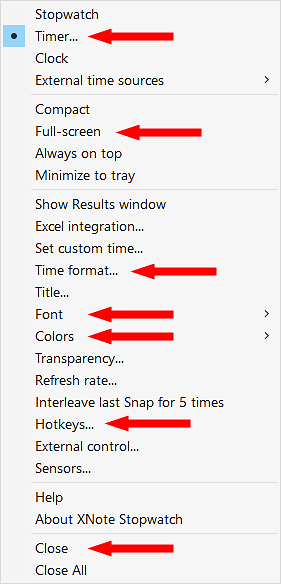 Stopwatch
Timer...
Clock
External time sources
Compact
Full-screen
Always on top
Minimize to tray
Show Results window
Excel integration...
Set custom time...
Time format...
Title...
Font
Colors
Transparency...
Refresh rate...
Interleave last Snap for 5 times
Hotkeys...
External control...
Sensors...
Help
About XNote Stopwatch
Close
Close All